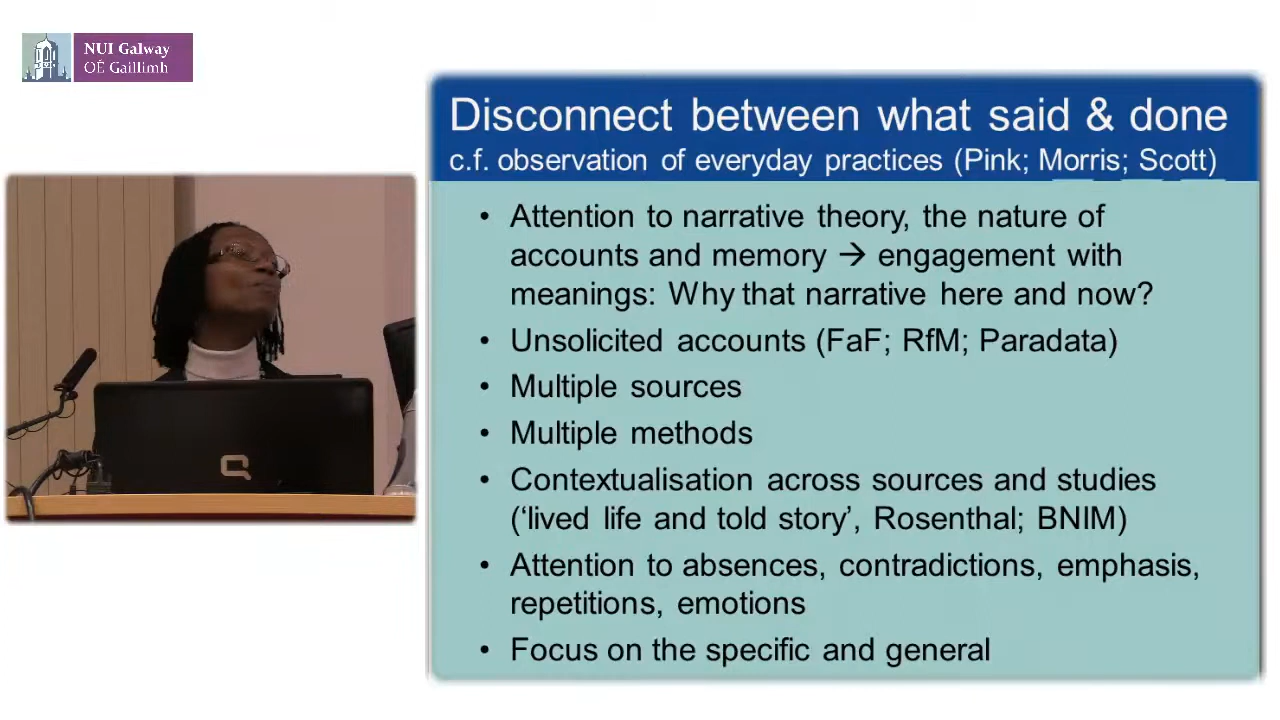 NUI Galway
OÉ Gaillimh
Disconnect between what said & done
c.f. observation of everyday practices (Pink; Morris; Scott)
• Attention to narrative theory, the nature of
accounts and memory → engagement with
meanings: Why that narrative here and now?
• Unsolicited accounts (FaF; RfM; Paradata)
• Multiple sources
• Multiple methods
• Contextualisation across sources and studies
(‘lived life and told story’, Rosenthal; BNIM)
• Attention to absences, contradictions, emphasis,
repetitions, emotions
• Focus on the specific and general